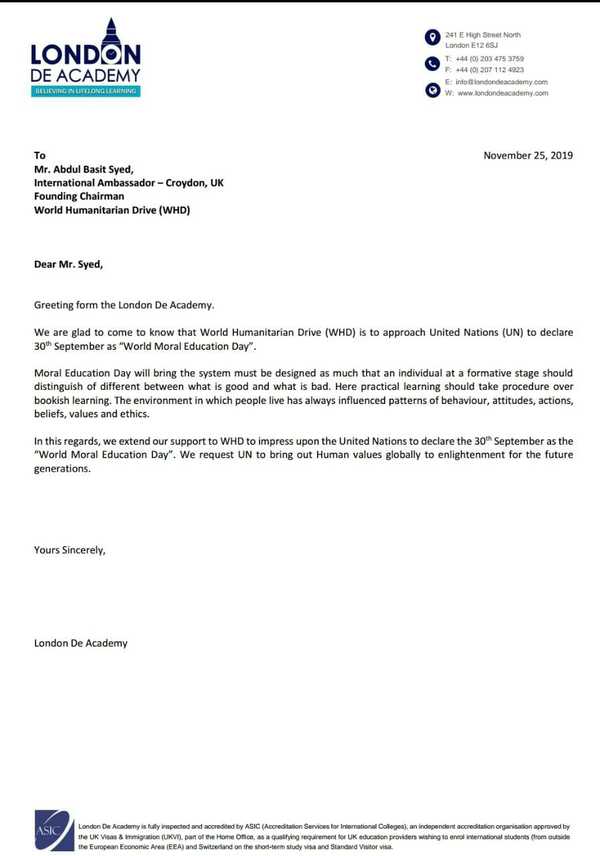 LONDON
DE ACADEMY
BELIEVING IN LIFELONG LEARNING
241 E High Street North
London E12 6SJ
T: +44 (0) 203 475 3759
F: +44 (0) 207 112 4923
E: info@londondeacademy.com
W: www.londondeacademy.com
To
November 25, 2019
Mr. Abdul Basit Syed,
International Ambassador – Croydon, UK
Founding Chairman
World Humanitarian Drive (WHD)
Dear Mr. Syed,
Greeting form the London De Academy.
We are glad to come to know that World Humanitarian Drive (WHD) is to approach United Nations (UN) to declare
30th September as “World Moral Education Day”.
Moral Education Day will bring the system must be designed as much that an individual at a formative stage should
distinguish of different between what is good and what is bad. Here practical learning should take procedure over
bookish learning. The environment in which people live has always influenced patterns of behaviour, attitudes, actions,
beliefs, values and ethics.
In this regards, we extend our support to WHD to impress upon the United Nations to declare the 30th September as the
“World Moral Education Day”. We request UN to bring out Human values globally to enlightenment for the future
generations.
Yours Sincerely,
London De Academy
ASIC
London De Academy is fully inspected and accredited by ASIC (Accreditation Services for International Colleges), an independent accreditation organisation approved by
the UK Visas & Immigration (UKVI), part of the Home Office, as a qualifying requirement for UK education providers wishing to enrol international students (from outside
the European Economic Area (EEA) and Switzerland on the short-term study visa and Standard Visitor visa.